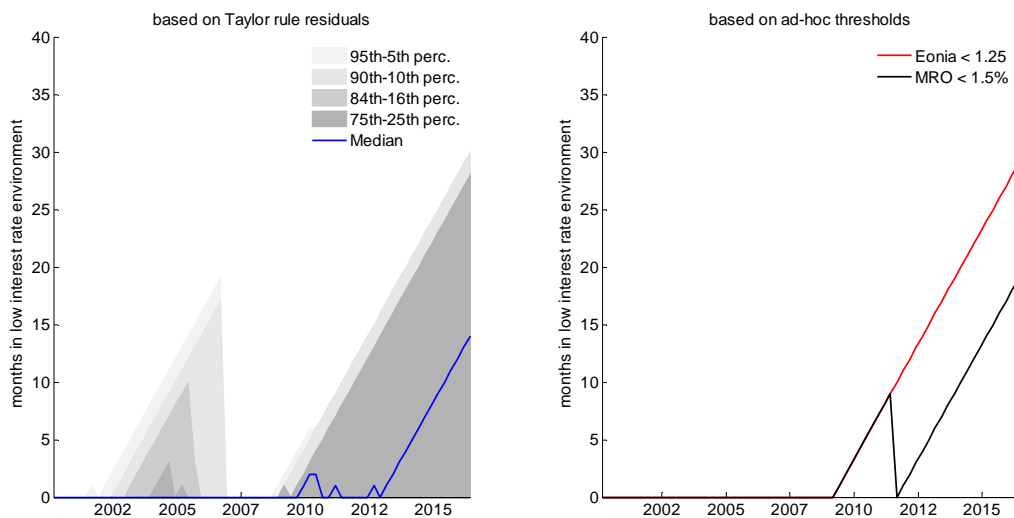 based on Taylor rule residuals
months in low interest rate environment
40
35
30
25
20
15
10
5
0
95th-5th perc.
90th-10th perc.
84th-16th perc.
75th-25th perc.
Median
2002 2005 2007 2010 2012 2015
based on ad-hoc thresholds
months in low interest rate environment
40
35
30
25
20
15
10
5
0
Eonia < 1.25
MRO < 1.5%
2002 2005 2007 2010 2012 2015